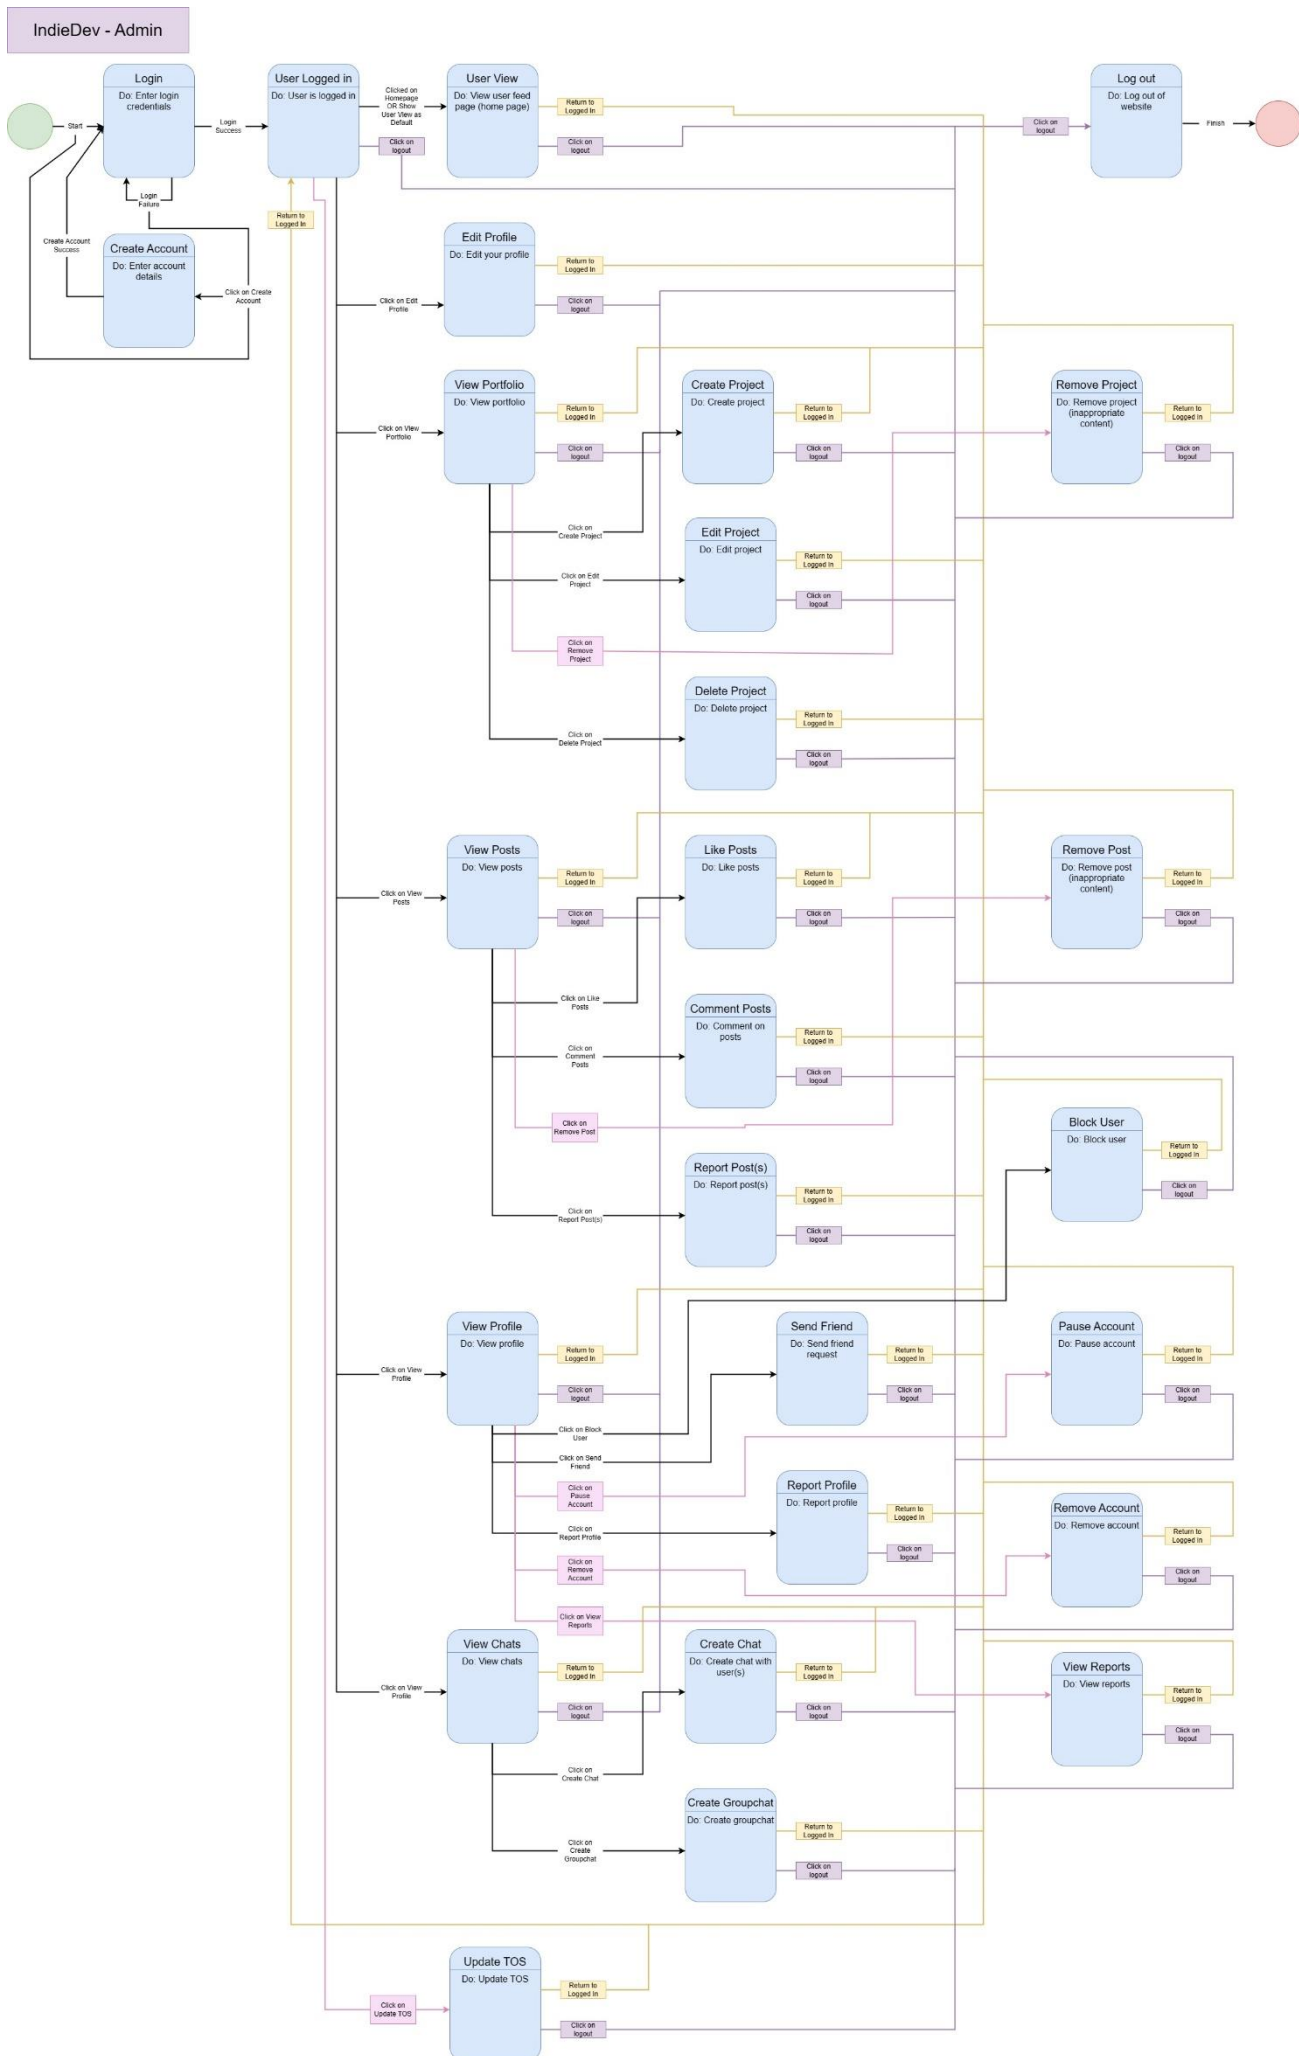 IndieDev - Admin
Login
Do: Enter login
credentials
User Logged in
Do: User is logged in
User View
Do: View user feed
page (home page)
Log out
Do: Log out of
website
Start
Login
Success
Clicked on
Homepage
OR Show
User View as
Default
Click on
logout
Return to
Logged In
Click on
logout
Click on
logout
Finish
Login
Failure
Return to
Logged In
Create Account
Success
Create Account
Do: Enter account
details
Click on Create
Account
Edit Profile
Do: Edit your profile
Return to
Logged In
Click on
logout
Click on Edit
Profile
View Portfolio
Do: View portfolio
Return to
Logged In
Click on
logout
Click on View
Portfolio
Create Project
Do: Create project
Return to
Logged In
Click on
logout
Remove Project
Do: Remove project
(inappropriate
content)
Return to
Logged In
Click on
logout
Click on
Create Project
Edit Project
Do: Edit project
Return to
Logged In
Click on
logout
Click on Edit
Project
Click on
Remove
Project
Delete Project
Do: Delete project
Return to
Logged In
Click on
logout
Click on
Delete Project
View Posts
Do: View posts
Return to
Logged In
Click on
logout
Click on View
Posts
Like Posts
Do: Like posts
Return to
Logged In
Click on
logout
Remove Post
Do: Remove post
(inappropriate
content)
Return to
Logged In
Click on
logout
Click on Like
Posts
Comment Posts
Do: Comment on
posts
Return to
Logged In
Click on
logout
Click on
Comment
Posts
Click on
Remove Post
Block User
Do: Block user
Return to
Logged In
Click on
logout
Report Post(s)
Do: Report post(s)
Return to
Logged In
Click on
logout
Click on
Report Post(s)
View Profile
Do: View profile
Return to
Logged In
Click on
logout
Click on View
Profile
Send Friend
Do: Send friend
request
Return to
Logged In
Click on
logout
Pause Account
Do: Pause account
Return to
Logged In
Click on
logout
Click on Block
User
Click on Send
Friend
Click on
Pause
Account
Report Profile
Do: Report profile
Return to
Logged In
Click on
logout
Click on
Report Profile
Remove Account
Do: Remove account
Return to
Logged In
Click on
logout
Click on
Remove
Account
Click on View
Reports
View Chats
Do: View chats
Return to
Logged In
Click on
logout
Click on View
Profile
Create Chat
Do: Create chat with
user(s)
Return to
Logged In
Click on
logout
View Reports
Do: View reports
Return to
Logged In
Click on
logout
Click on
Create Chat
Create Groupchat
Do: Create groupchat
Return to
Logged In
Click on
logout
Click on
Create
Groupchat
Update TOS
Do: Update TOS
Return to
Logged In
Click on
logout
Click on
Update TOS